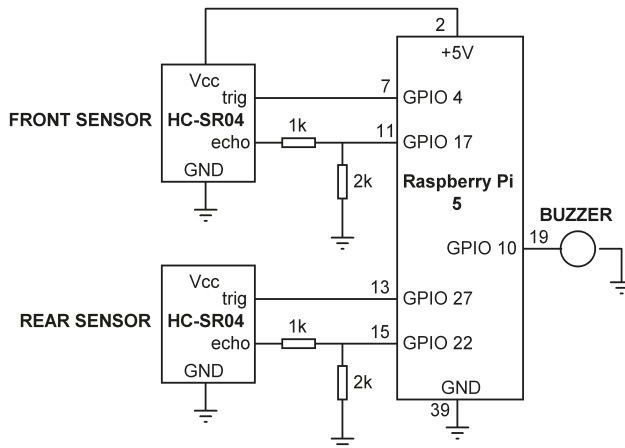 2
+5V
Vcc
trig
7
GPIO 4
FRONT SENSOR
HC-SR04
echo
1k
11
GPIO 17
GND
2k
Raspberry Pi
5
BUZZER
GPIO 10
19
Vcc
trig
13
GPIO 27
REAR SENSOR
HC-SR04
echo
1k
15
GPIO 22
GND
2k
GND
39